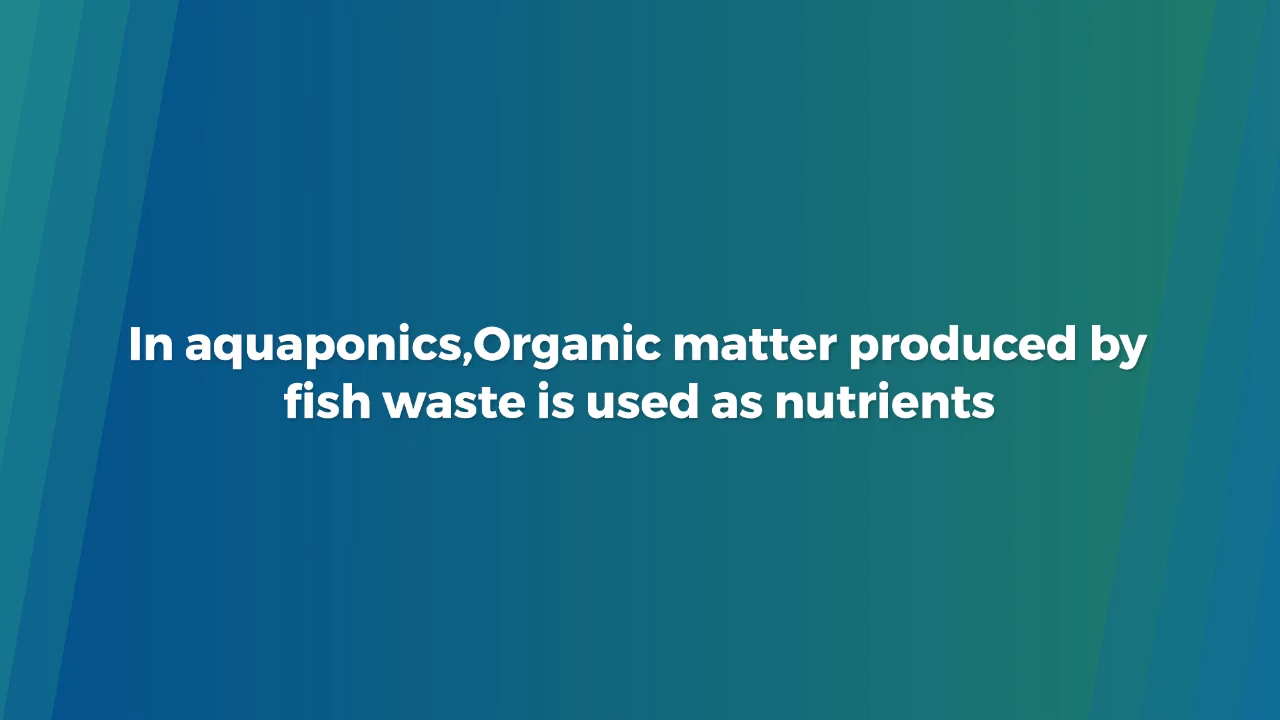 In aquaponics,Organic matter produced by
fish waste is used as nutrients